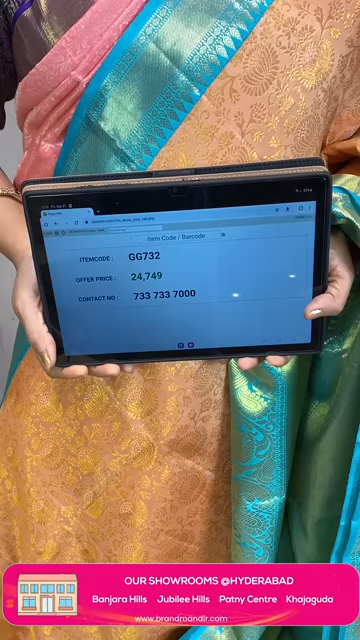 Item Code / Barcode
ITEMCODE : GG732
OFFER PRICE : 24,749
CONTACT NO : 733 733 7000
OUR SHOWROOMS @HYDERABAD
Banjara Hills Jubilee Hills Patny Centre Khajaguda
www.brandmandir.com